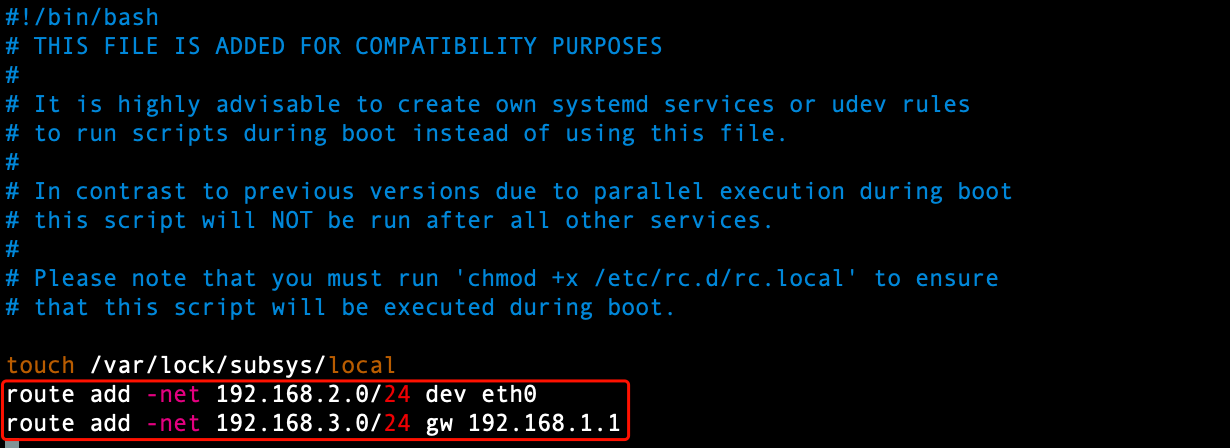 #!/bin/bash
# THIS FILE IS ADDED FOR COMPATIBILITY PURPOSES
#
# It is highly advisable to create own systemd services or udev rules
# to run scripts during boot instead of using this file.
#
# In contrast to previous versions due to parallel execution during boot
# this script will NOT be run after all other services.
#
# Please note that you must run 'chmod +x /etc/rc.d/rc.local' to ensure
# that this script will be executed during boot.
touch /var/lock/subsys/local
route add -net 192.168.2.0/24 dev eth0
route add -net 192.168.3.0/24 gw 192.168.1.1